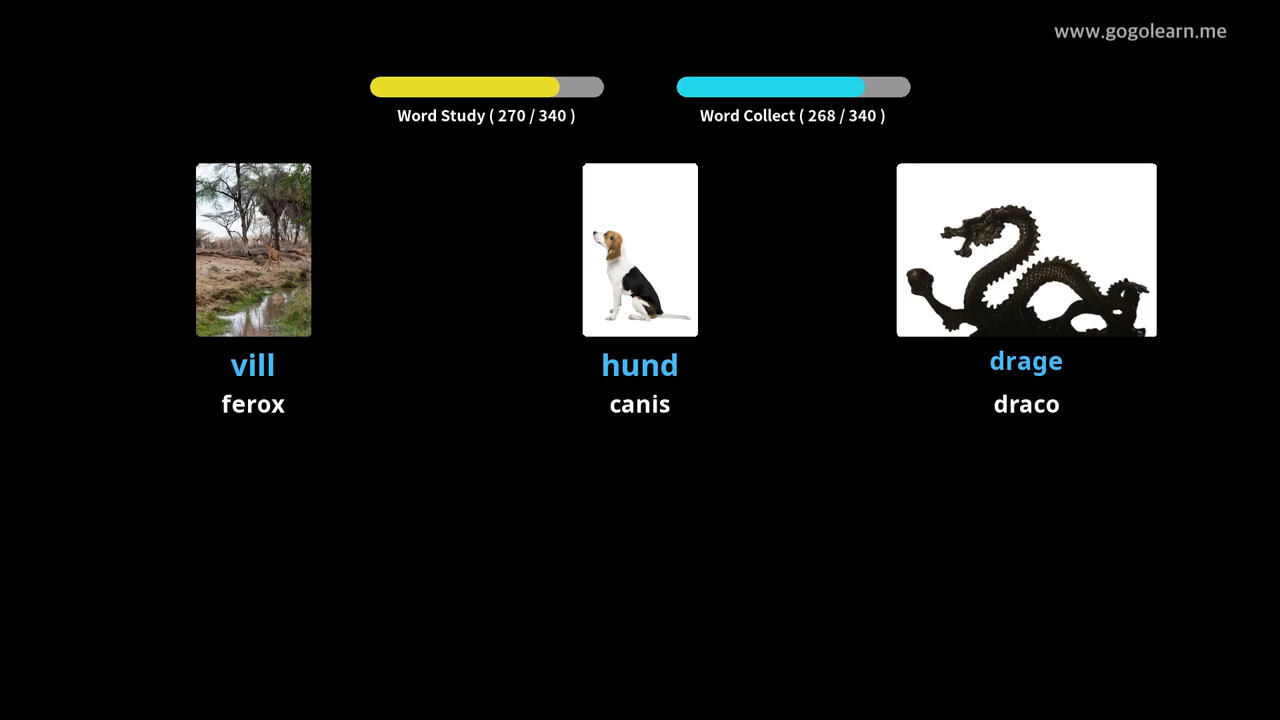 www.gogolearn.me
Word Study ( 270 / 340 )
Word Collect ( 268 / 340 )
vill
hund
drage
ferox
canis
draco